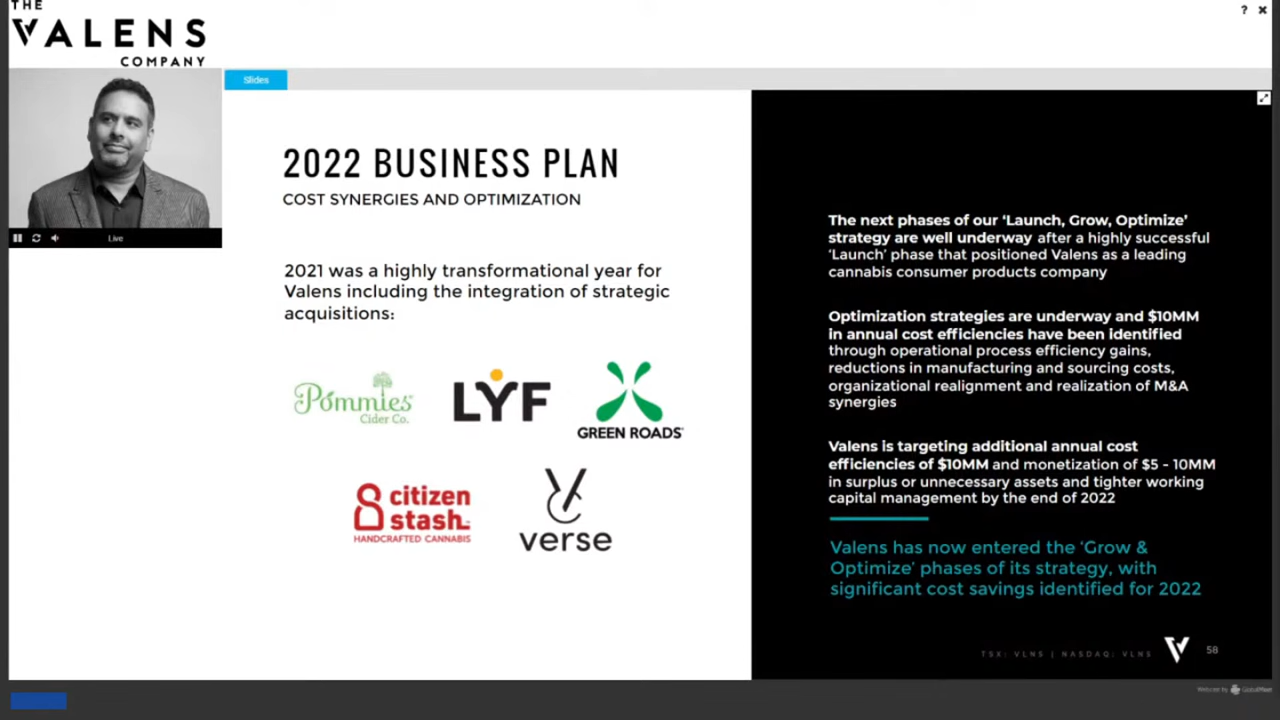 THE
VALENS
COMPANY
? ✖
Slides
Live
2022 BUSINESS PLAN
COST SYNERGIES AND OPTIMIZATION
2021 was a highly transformational year for
Valens including the integration of strategic
acquisitions:
Pommies
Cider Co.
LYF
GREEN ROADS
citizen
stash
HANDCRAFTED CANNABIS
verse
The next phases of our ‘Launch, Grow, Optimize’
strategy are well underway after a highly successful
‘Launch’ phase that positioned Valens as a leading
cannabis consumer products company
Optimization strategies are underway and $10MM
in annual cost efficiencies have been identified
through operational process efficiency gains,
reductions in manufacturing and sourcing costs,
organizational realignment and realization of M&A
synergies
Valens is targeting additional annual cost
efficiencies of $10MM and monetization of $5 - 10MM
in surplus or unnecessary assets and tighter working
capital management by the end of 2022
Valens has now entered the ‘Grow &
Optimize’ phases of its strategy, with
significant cost savings identified for 2022
TSX: VLNS | NASDAQ: VLNS
58
Webcast by GlobalMeet